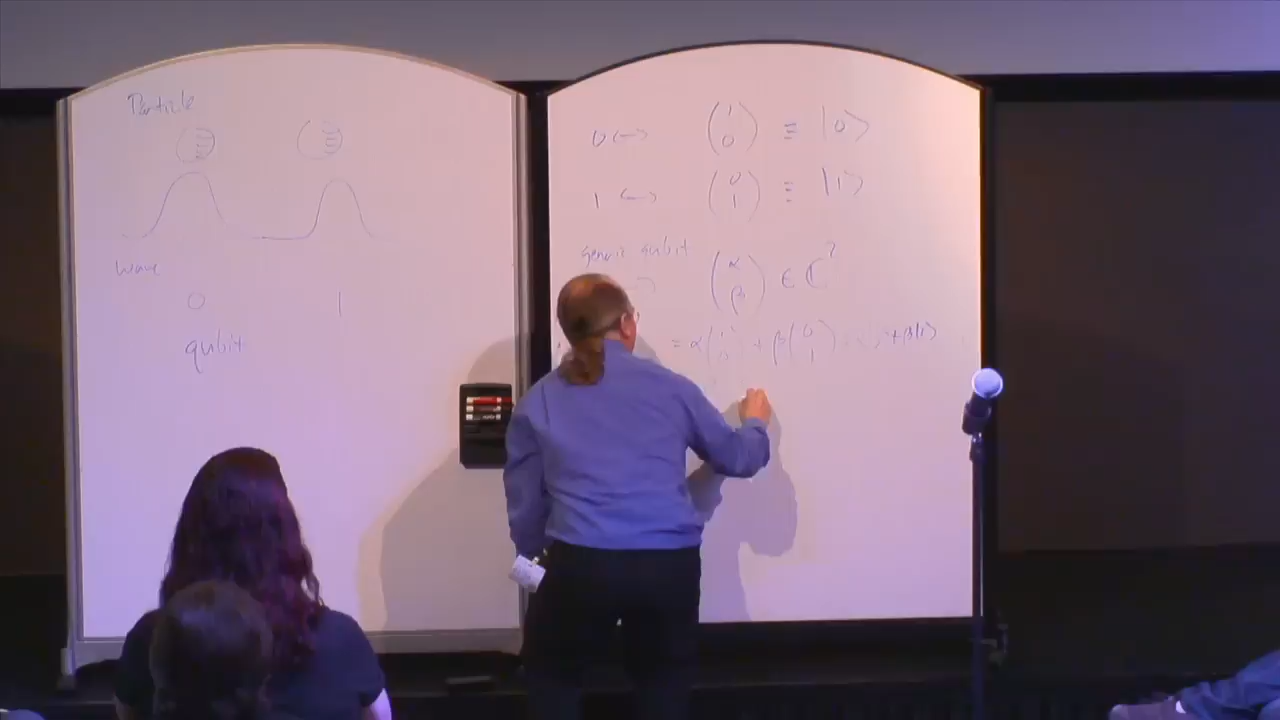 Particle
Wave
0 1
qubit
0 ↔ (1 0) ≡ |0⟩
1 ↔ (0 1) ≡ |1⟩
generic qubit
(α β) ∈ ℂ²
= α(1 0) + β(0 1) + β|1⟩